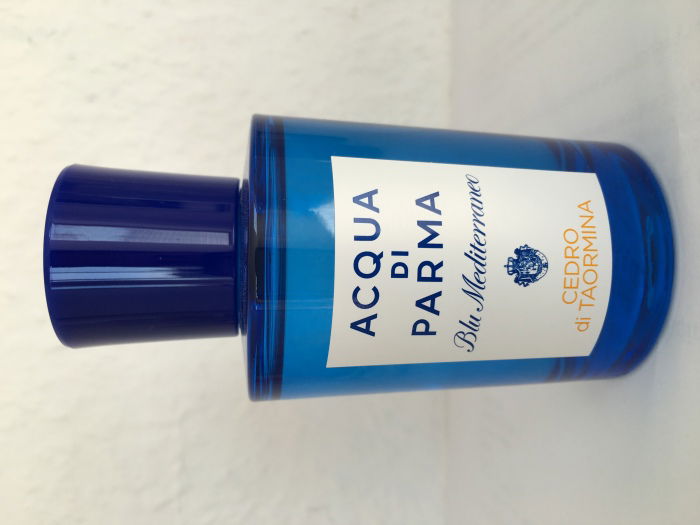 ACQUA
DI
PARMA
Blu Mediterraneo
CEDRO
di TAORMINA